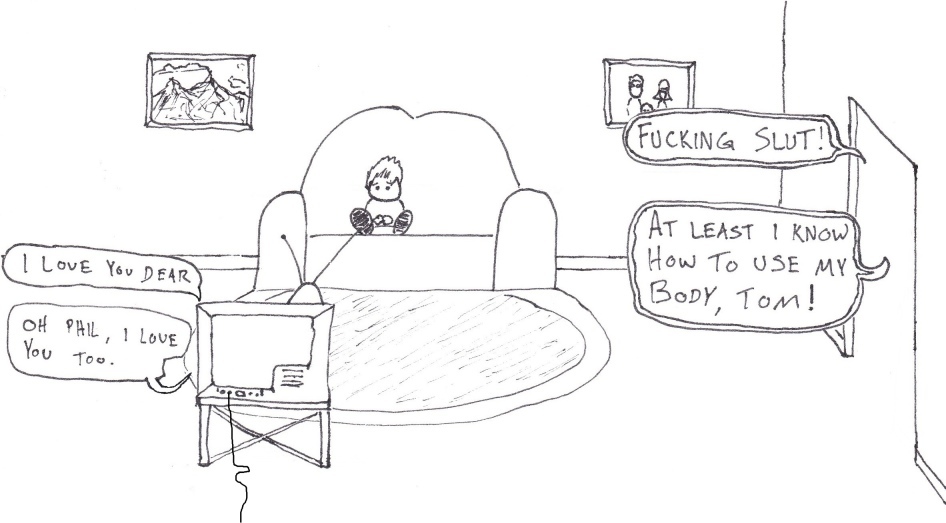 FUCKING SLUT!
AT LEAST I KNOW
HOW TO USE MY
BODY, TOM!
I LOVE YOU DEAR
OH PHIL, I LOVE
YOU TOO.